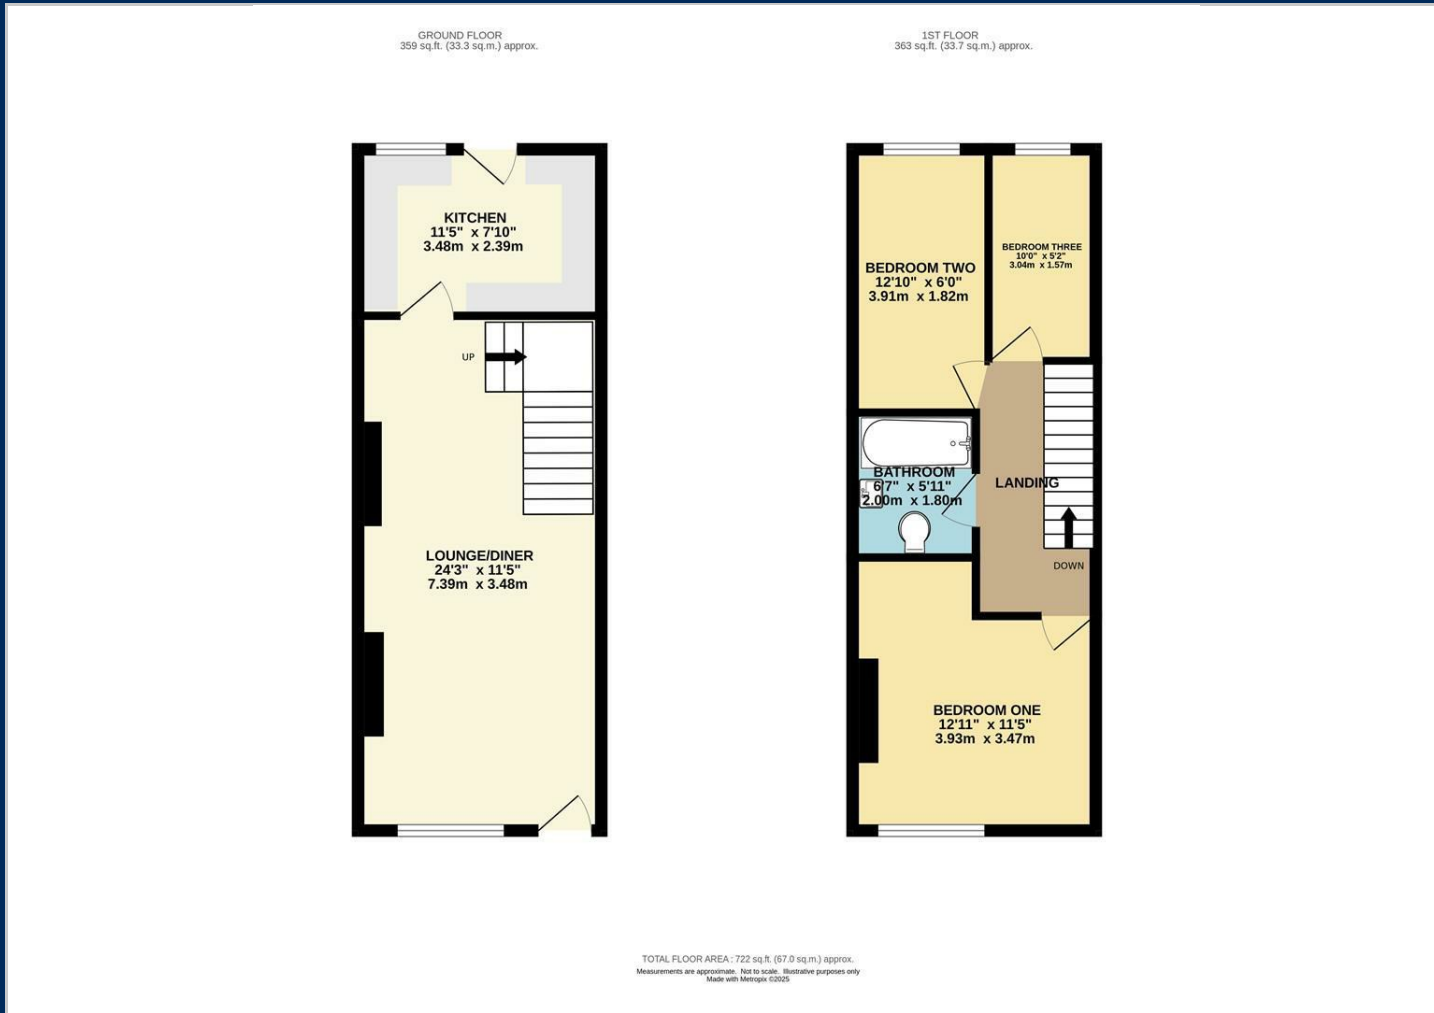 GROUND FLOOR
359 sq.ft. (33.3 sq.m.) approx.
KITCHEN
11'5" x 7'10"
3.48m x 2.39m
UP
LOUNGE/DINER
24'3" x 11'5"
7.39m x 3.48m
1ST FLOOR
363 sq.ft. (33.7 sq.m.) approx.
BEDROOM TWO
12'10" x 6'0"
3.91m x 1.82m
BEDROOM THREE
10'0" x 5'2"
3.04m x 1.57m
BATHROOM
6'7" x 5'11"
2.00m x 1.80m
LANDING
DOWN
BEDROOM ONE
12'11" x 11'5"
3.93m x 3.47m
TOTAL FLOOR AREA : 722 sq.ft. (67.0 sq.m.) approx.
Measurements are approximate. Not to scale. Illustrative purposes only
Made with Metropix ©2025